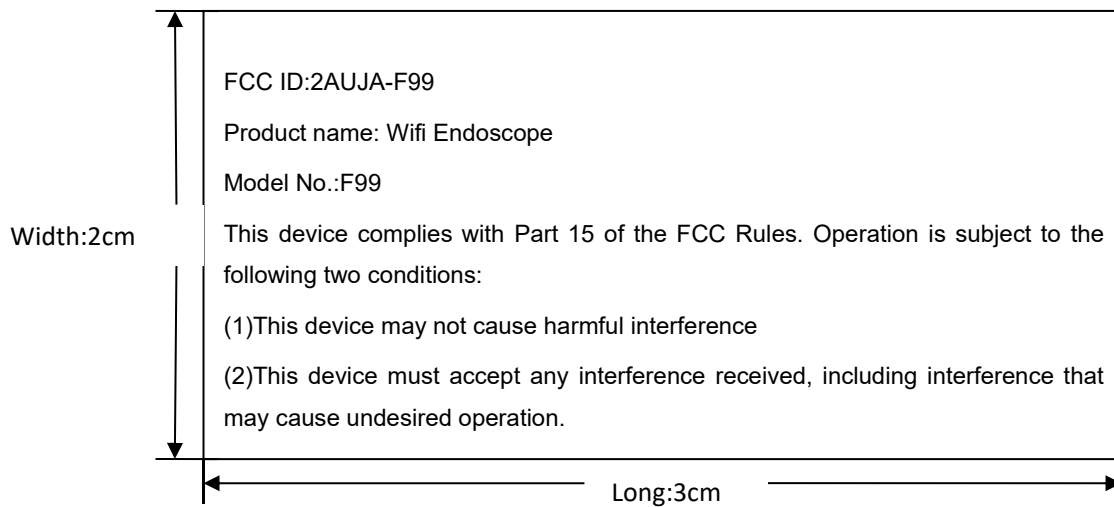 FCC ID:2AUJA-F99
Product name: Wifi Endoscope
Model No.:F99
Width:2cm
This device complies with Part 15 of the FCC Rules. Operation is subject to the
following two conditions:
(1)This device may not cause harmful interference
(2)This device must accept any interference received, including interference that
may cause undesired operation.
Long:3cm